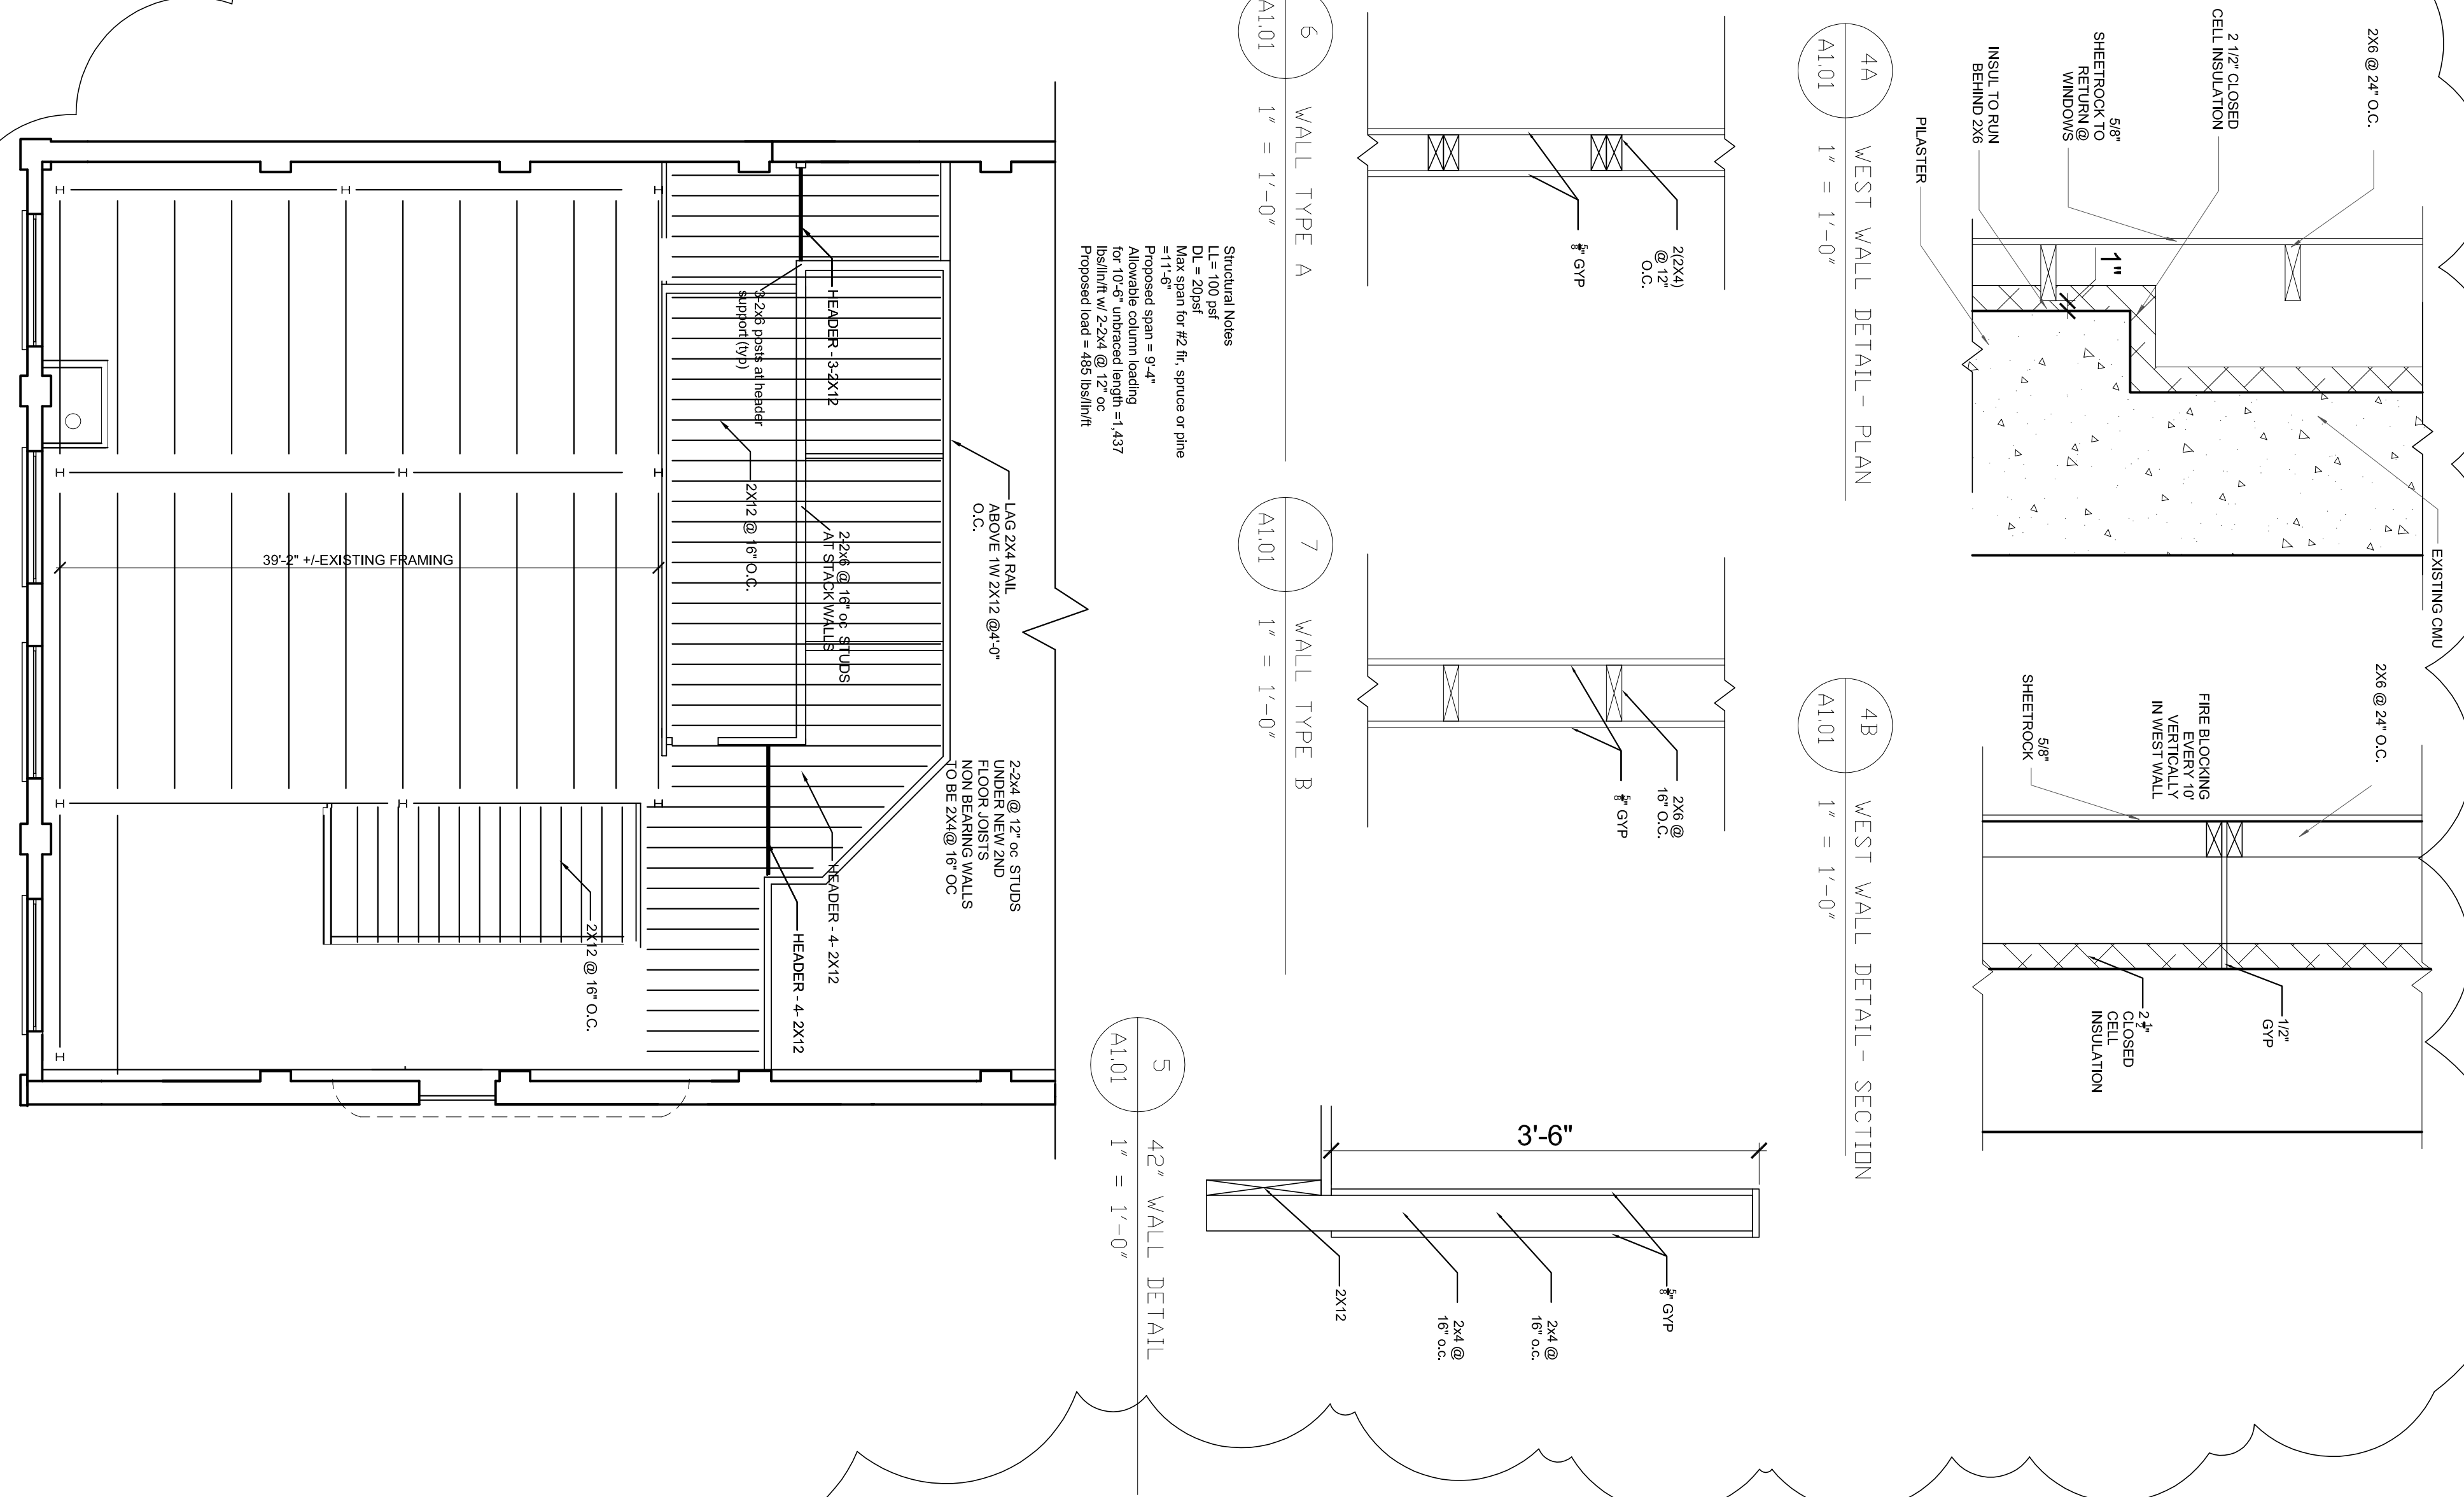 2X6 @ 24" O.C.
2 1/2" CLOSED
CELL INSULATION
5/8"
SHEETROCK TO
RETURN @
WINDOWS
INSUL TO RUN
BEHIND 2X6
PILASTER
1"
EXISTING CMU
4A
A1.01
WEST WALL DETAIL- PLAN
1" = 1'-0"
2X6 @ 24" O.C.
FIRE BLOCKING
EVERY 10'
VERTICALLY
IN WEST WALL
5/8"
SHEETROCK
1/2"
GYP
2 1/2"
CLOSED
CELL
INSULATION
4B
A1.01
WEST WALL DETAIL- SECTION
1" = 1'-0"
2(2X4)
@ 12"
O.C.
5/8" GYP
6
A1.01
WALL TYPE A
1" = 1'-0"
2X6 @
16" O.C.
5/8" GYP
7
A1.01
WALL TYPE B
1" = 1'-0"
3'-6"
5/8" GYP
2x4 @
16" o.c.
2x4 @
16" o.c.
2X12
5
A1.01
42" WALL DETAIL
1" = 1'-0"
Structural Notes
LL= 100 psf
DL = 20psf
Max span for #2 fir, spruce or pine
=11'-6"
Proposed span = 9'-4"
Allowable column loading
for 10'-6" unbraced length =1,437
lbs/lin/ft w/ 2-2x4 @ 12" oc
Proposed load = 485 lbs/lin/ft
LAG 2X4 RAIL
ABOVE 1W 2X12 @4'-0"
O.C.
2-2x4 @ 12" oc STUDS
UNDER NEW 2ND
FLOOR JOISTS
NON BEARING WALLS
TO BE 2X4@ 16" OC
HEADER - 3-2X12
3-2x6 posts at header
support (typ)
2-2x6 @ 16" oc STUDS
AT STACK WALLS
2X12 @ 16" O.C.
HEADER - 4- 2X12
HEADER - 4- 2X12
2X12 @ 16" O.C.
39'-2" +/-EXISTING FRAMING